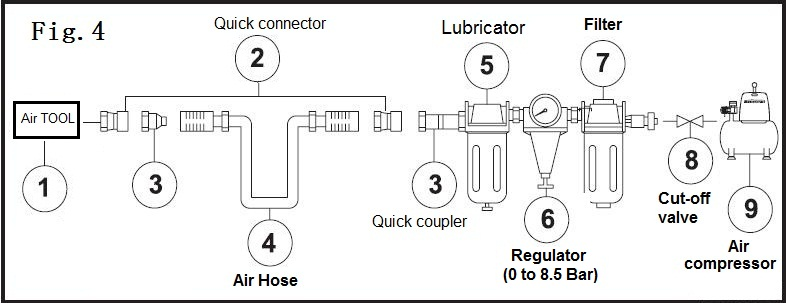 Fig. 4
Quick connector
2
Lubricator
5
Filter
7
Air TOOL
1
3
4
Air Hose
3
Quick coupler
6
Regulator
(0 to 8.5 Bar)
8
Cut-off
valve
9
Air
compressor